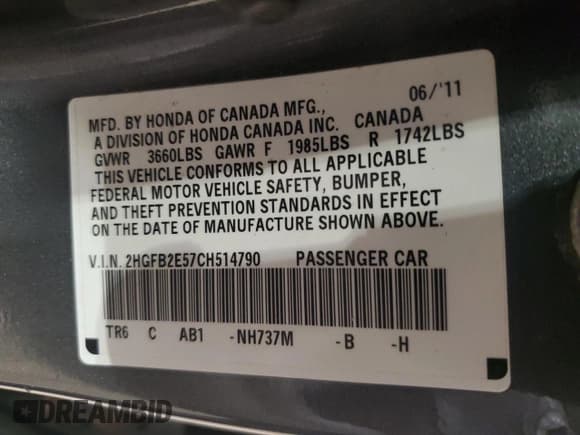 06/'11
MFD. BY HONDA OF CANADA MFG.,
A DIVISION OF HONDA CANADA INC. CANADA
GVWR 3660LBS GAWR F 1985LBS R 1742LBS
THIS VEHICLE CONFORMS TO ALL APPLICABLE
FEDERAL MOTOR VEHICLE SAFETY, BUMPER,
AND THEFT PREVENTION STANDARDS IN EFFECT
ON THE DATE OF MANUFACTURE SHOWN ABOVE.
V.I.N. 2HGFB2E57CH514790 PASSENGER CAR
TR6 C AB1 -NH737M -B -H
DREAMBID